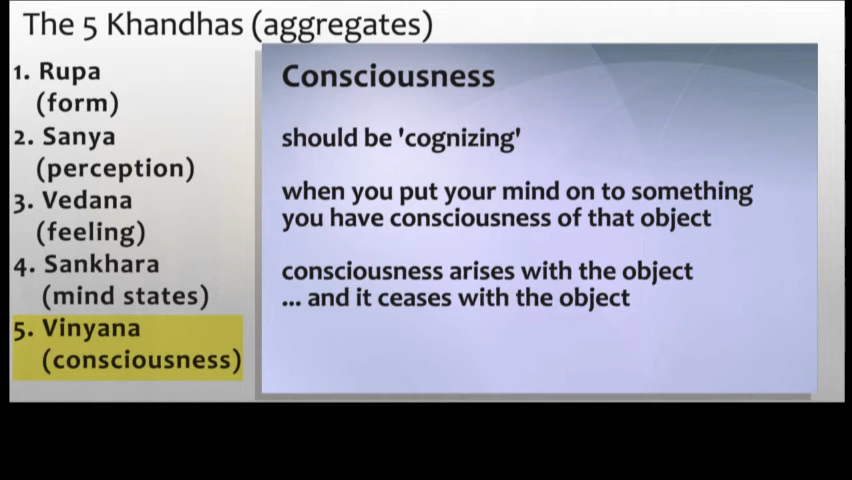 The 5 Khandhas (aggregates)
1. Rupa
(form)
2. Sanya
(perception)
3. Vedana
(feeling)
4. Sankhara
(mind states)
5. Vinyana
(consciousness)
Consciousness
should be 'cognizing'
when you put your mind on to something
you have consciousness of that object
consciousness arises with the object
... and it ceases with the object